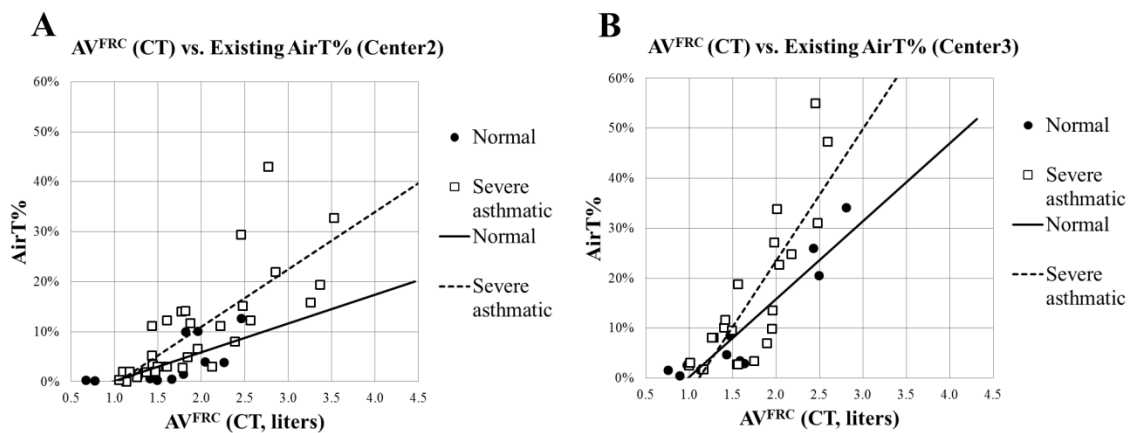 A
AV^FRC (CT) vs. Existing AirT% (Center2)
60%
50%
40%
30%
20%
10%
0%
AirT%
0.5 1.0 1.5 2.0 2.5 3.0 3.5 4.0 4.5
AV^FRC (CT, liters)
Normal
Severe
asthmatic
Normal
Severe
asthmatic
B
AV^FRC (CT) vs. Existing AirT% (Center3)
60%
50%
40%
30%
20%
10%
0%
AirT%
0.5 1.0 1.5 2.0 2.5 3.0 3.5 4.0 4.5
AV^FRC (CT, liters)
Normal
Severe
asthmatic
Normal
Severe
asthmatic